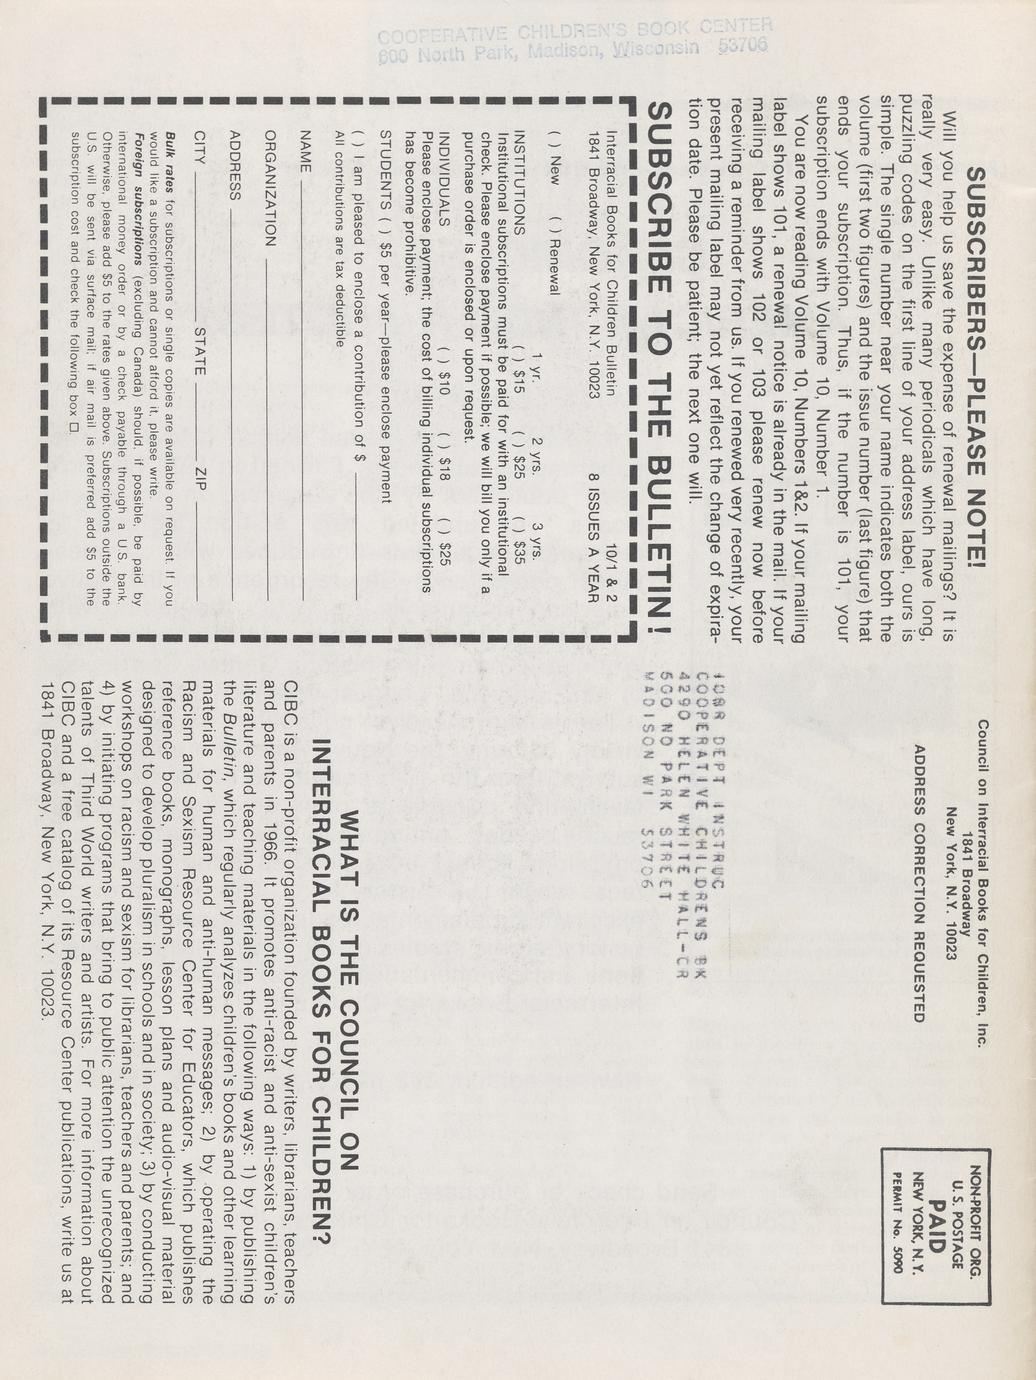 COOPERATIVE CHILDREN'S BOOK CENTER
600 North Park, Madison, Wisconsin 53706
SUBSCRIBERS—PLEASE NOTE!
Will you help us save the expense of renewal mailings? It is
really very easy. Unlike many periodicals which have long,
puzzling codes on the first line of your address label, ours is
simple. The single number near your name indicates both the
volume (first two figures) and the issue number (last figure) that
ends your subscription. Thus, if the number is 101, your
subscription ends with Volume 10, Number 1.
You are now reading Volume 10, Numbers 1&2. If your mailing
label shows 101, a renewal notice is already in the mail. If your
mailing label shows 102 or 103 please renew now before
receiving a reminder from us. If you renewed very recently, your
present mailing label may not yet reflect the change of expira-
tion date. Please be patient; the next one will.
SUBSCRIBE TO THE BULLETIN!
Interracial Books for Children Bulletin 10/1 & 2
1841 Broadway, New York, N.Y. 10023 8 ISSUES A YEAR
( ) New ( ) Renewal
1 yr. 2 yrs. 3 yrs.
INSTITUTIONS ( ) $15 ( ) $25 ( ) $35
Institutional subscriptions must be paid for with an institutional
check. Please enclose payment if possible; we will bill you only if a
purchase order is enclosed or upon request.
INDIVIDUALS ( ) $10 ( ) $18 ( ) $25
Please enclose payment; the cost of billing individual subscriptions
has become prohibitive.
STUDENTS ( ) $5 per year—please enclose payment
( ) I am pleased to enclose a contribution of $
All contributions are tax deductible
NAME
ORGANIZATION
ADDRESS
CITY STATE ZIP
Bulk rates for subscriptions or single copies are available on request. If you
would like a subscription and cannot afford it, please write.
Foreign subscriptions (excluding Canada) should, if possible, be paid by
international money order or by a check payable through a U.S. bank.
Otherwise, please add $5 to the rates given above. Subscriptions outside the
U.S. will be sent via surface mail; if air mail is preferred add $5 to the
subscription cost and check the following box □.
Council on Interracial Books for Children, Inc.
1841 Broadway
New York, N.Y. 10023
ADDRESS CORRECTION REQUESTED
NON-PROFIT ORG.
U.S. POSTAGE
PAID
NEW YORK, N.Y.
PERMIT No. 5090
DEPT INSTRUC
COOPERATIVE CHILDRENS BK
4290 HELEN WHITE HALL-CR
600 NO PARK STREET
MADISON WI 53706
WHAT IS THE COUNCIL ON
INTERRACIAL BOOKS FOR CHILDREN?
CIBC is a non-profit organization founded by writers, librarians, teachers
and parents in 1966. It promotes anti-racist and anti-sexist children's
literature and teaching materials in the following ways: 1) by publishing
the Bulletin, which regularly analyzes children's books and other learning
materials for human and anti-human messages; 2) by operating the
Racism and Sexism Resource Center for Educators, which publishes
reference books, monographs, lesson plans and audio-visual material
designed to develop pluralism in schools and in society; 3) by conducting
workshops on racism and sexism for librarians, teachers and parents; and
4) by initiating programs that bring to public attention the unrecognized
talents of Third World writers and artists. For more information about
CIBC and a free catalog of its Resource Center publications, write us at
1841 Broadway, New York, N.Y. 10023.